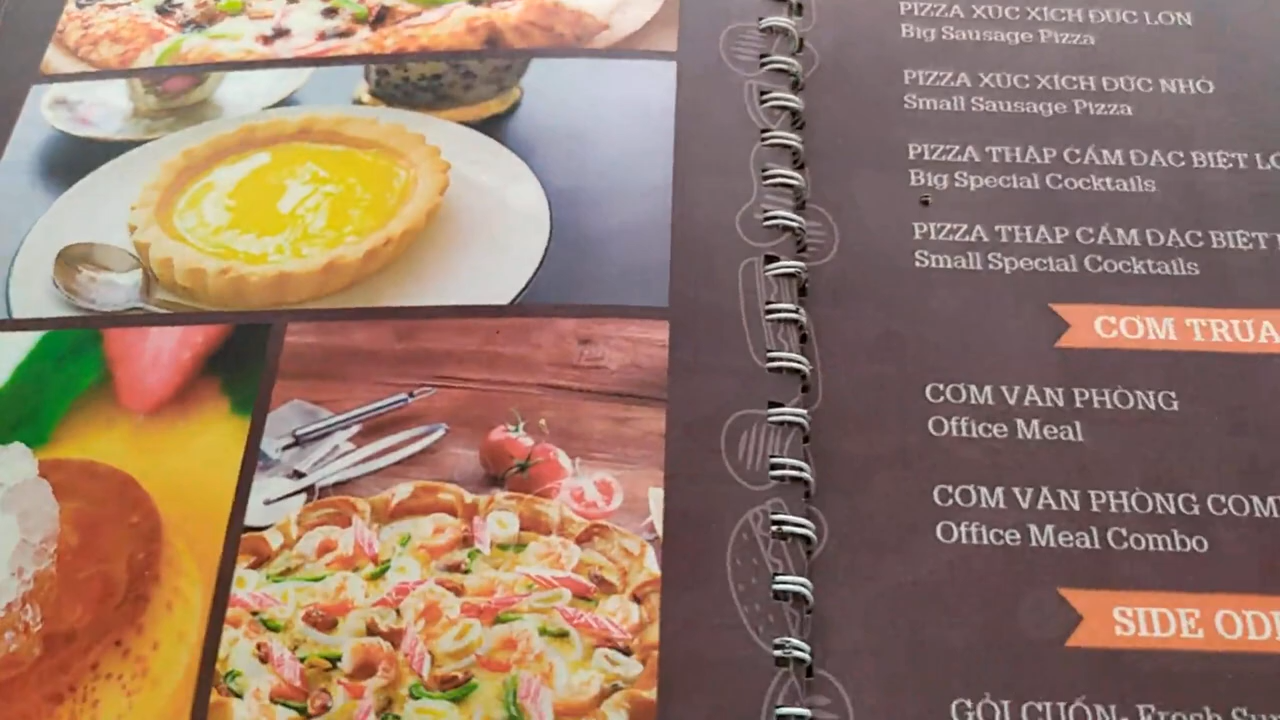 PIZZA XÚC XÍCH ĐỨC LỚN
Big Sausage Pizza
PIZZA XÚC XÍCH ĐỨC NHỎ
Small Sausage Pizza
PIZZA THẬP CẨM ĐẶC BIỆT
Big Special Cocktails
PIZZA THẬP CẨM ĐẶC BIỆT
Small Special Cocktails
CƠM TRƯA
CƠM VĂN PHÒNG
Office Meal
CƠM VĂN PHÒNG
Office Meal Combo
SIDE
GỎI CUỐN- Fresh